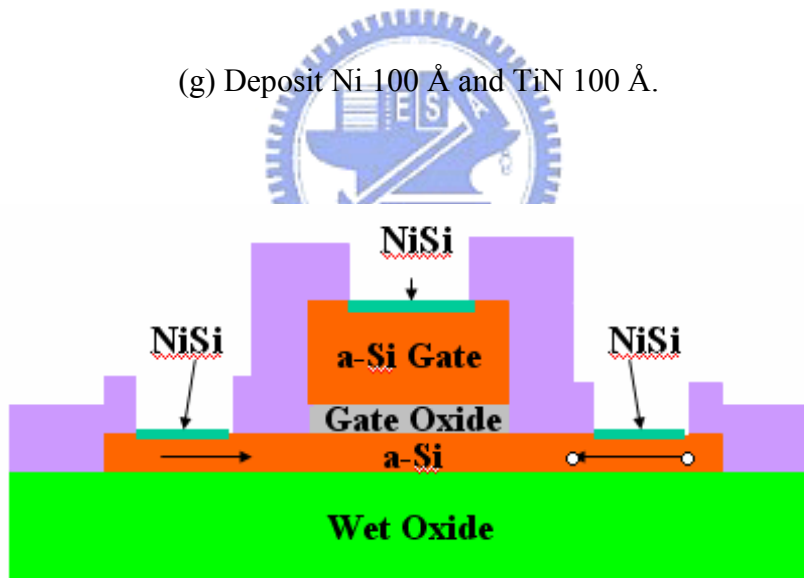 (g) Deposit Ni 100 Å and TiN 100 Å.
E S A
NiSi
NiSi
NiSi
a-Si Gate
Gate Oxide
a-Si
Wet Oxide